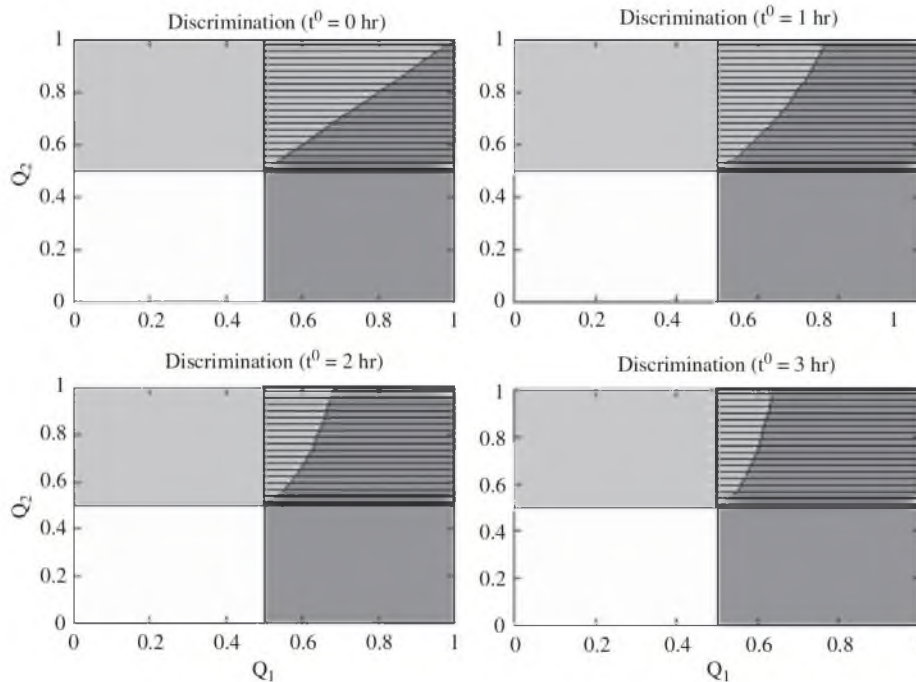 Discrimination (t⁰ = 0 hr)
Discrimination (t⁰ = 1 hr)
1
0.8
0.6
0.4
0.2
0
Q₂
0 0.2 0.4 0.6 0.8 1
1
0.8
0.6
0.4
0.2
0
0 0.2 0.4 0.6 0.8 1
Discrimination (t⁰ = 2 hr)
Discrimination (t⁰ = 3 hr)
1
0.8
0.6
0.4
0.2
0
Q₂
0 0.2 0.4 0.6 0.8 1
Q₁
1
0.8
0.6
0.4
0.2
0
0 0.2 0.4 0.6 0.8 1
Q₁